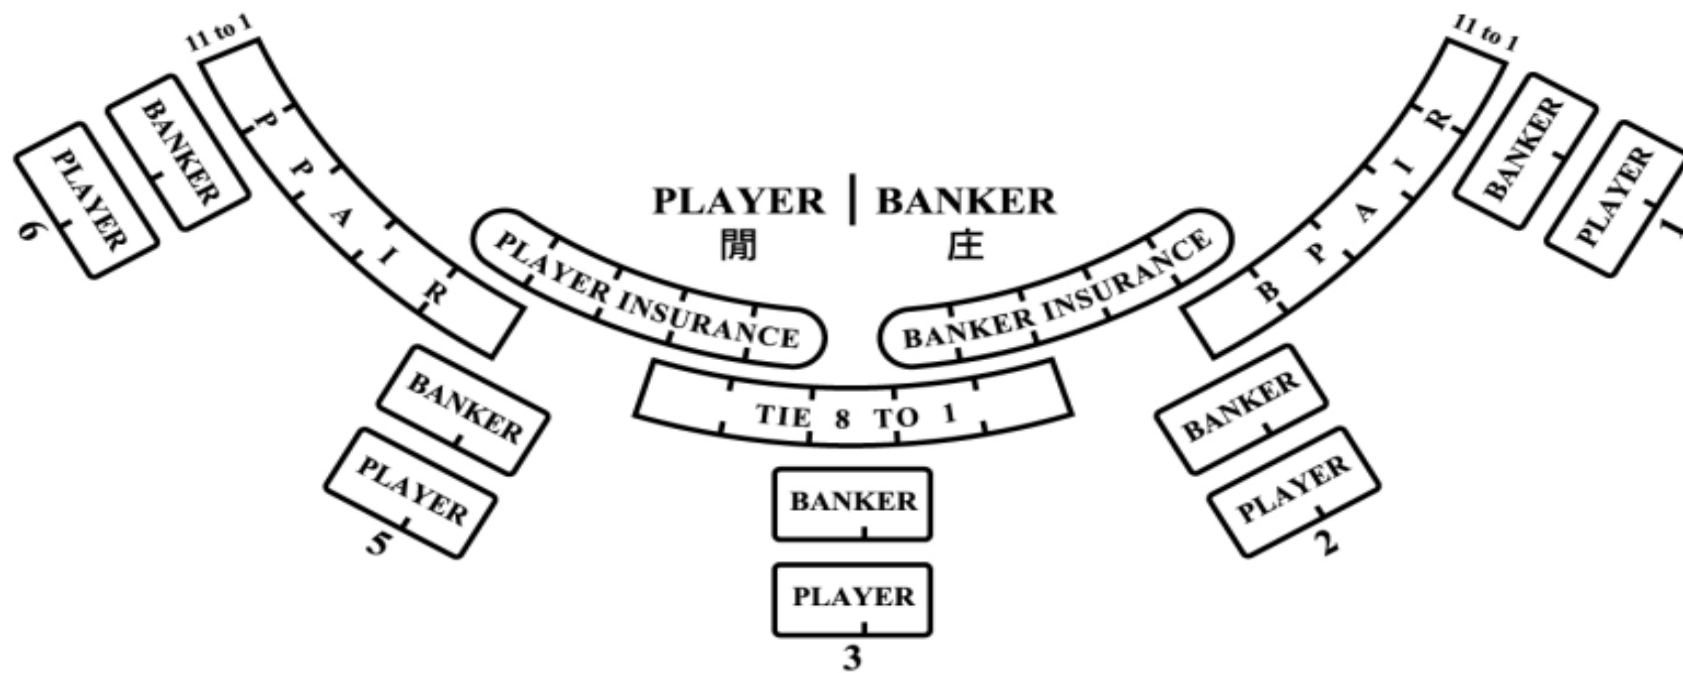 11 to 1
11 to 1
BANKER
PLAYER
6
P PAIR
PLAYER | BANKER
閒 庄
PLAYER INSURANCE
BANKER INSURANCE
B PAIR
BANKER
PLAYER
1
TIE 8 TO 1
BANKER
PLAYER
5
BANKER
PLAYER
3
BANKER
PLAYER
2